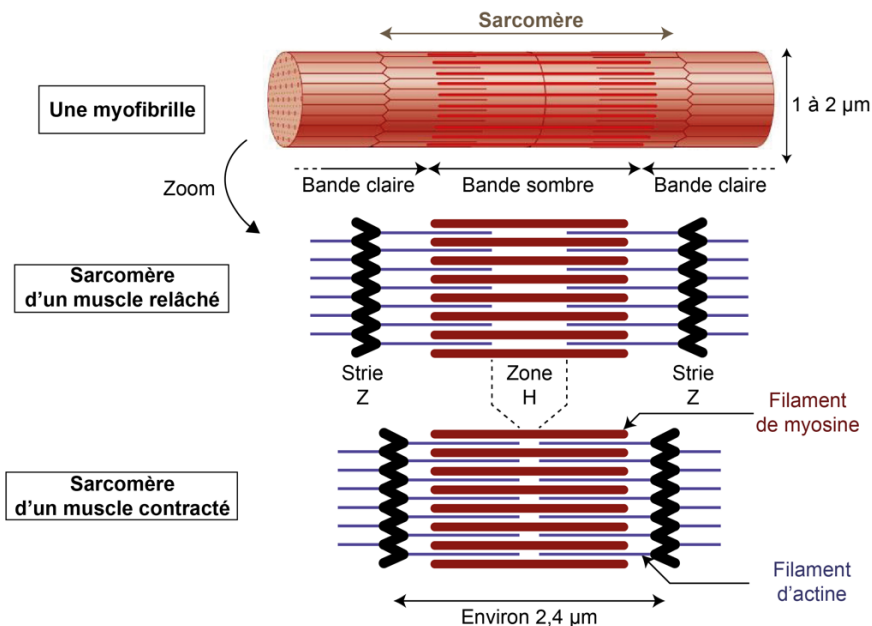 Sarcomère
Une myofibrille
1 à 2 µm
Zoom
Bande claire
Bande sombre
Bande claire
Sarcomère
d'un muscle relâché
Strie
Z
Zone
H
Strie
Z
Filament
de myosine
Sarcomère
d'un muscle contracté
Filament
d'actine
Environ 2,4 µm